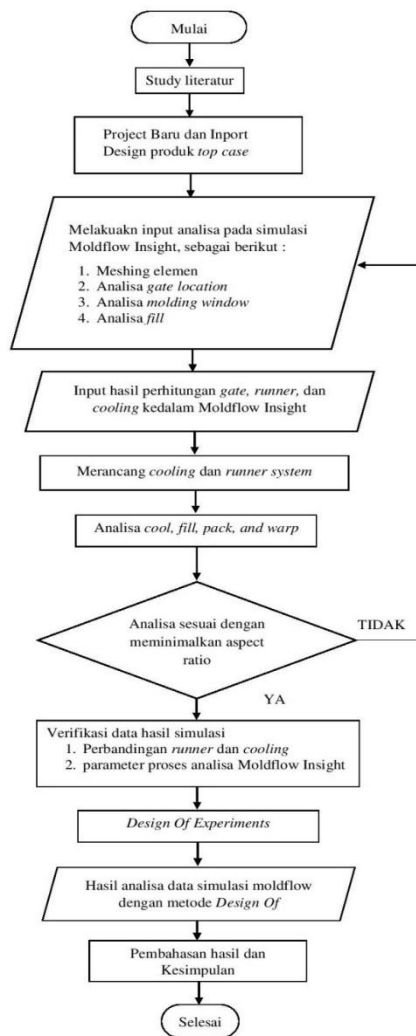 Mulai
Study literatur
Project Baru dan Inport
Design produk top case
Melakuakn input analisa pada simulasi
Moldflow Insight, sebagai berikut :
1. Meshing elemen
2. Analisa gate location
3. Analisa molding window
4. Analisa fill
Input hasil perhitungan gate, runner, dan
cooling kedalam Moldflow Insight
Merancang cooling dan runner system
Analisa cool, fill, pack, and warp
Analisa sesuai dengan
meminimalkan aspect
ratio
TIDAK
YA
Verifikasi data hasil simulasi
1. Perbandingan runner dan cooling
2. parameter proses analisa Moldflow Insight
Design Of Experiments
Hasil analisa data simulasi moldflow
dengan metode Design Of
Pembahasan hasil dan
Kesimpulan
Selesai